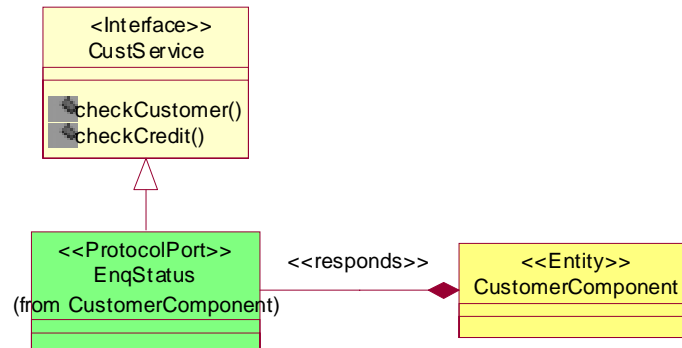 <Interface>>
CustService
checkCustomer()
checkCredit()
<<ProtocolPort>>
EnqStatus
(from CustomerComponent)
<<responds>>
<<Entity>>
CustomerComponent